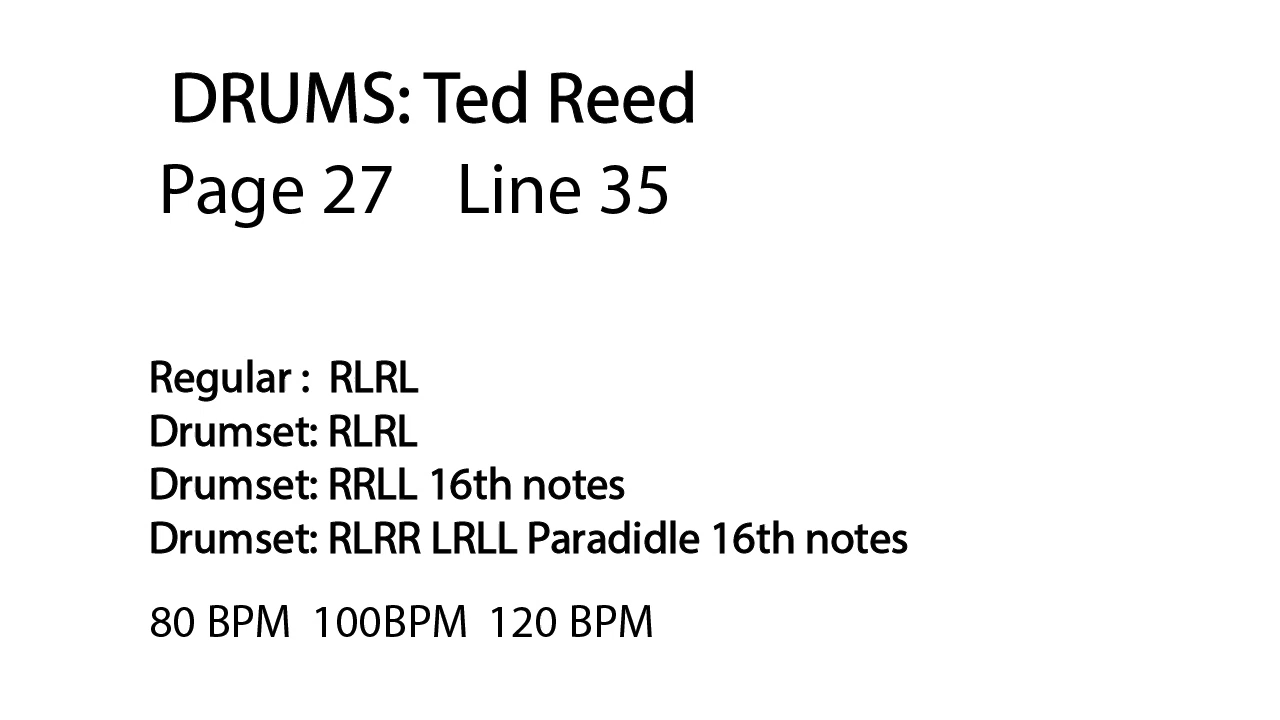 DRUMS: Ted Reed
Page 27 Line 35
Regular : RLRL
Drumset: RLRL
Drumset: RRLL 16th notes
Drumset: RLRR LRLL Paradidle 16th notes
80 BPM 100BPM 120 BPM